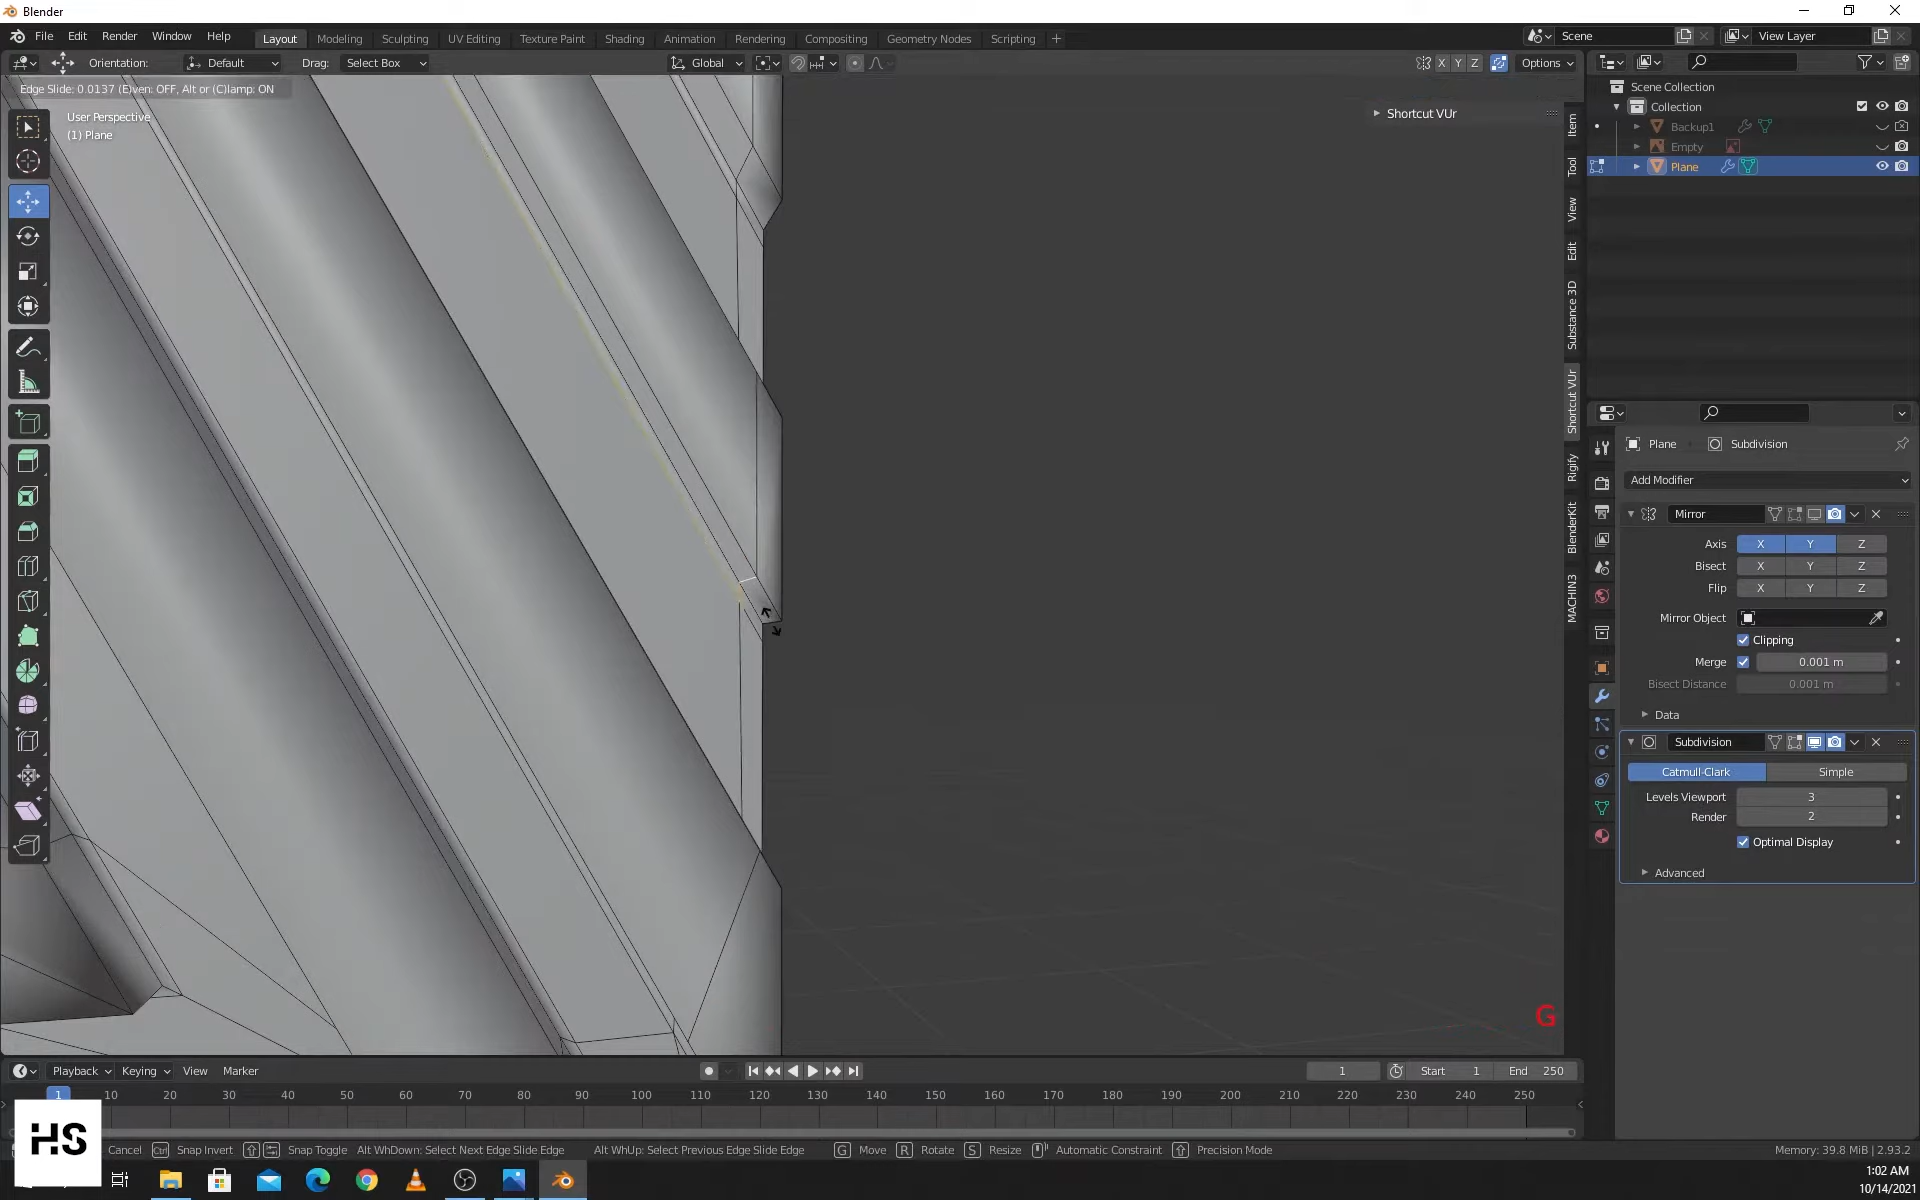 Blender
File Edit Render Window Help Layout Modeling Sculpting UV Editing Texture Paint Shading Animation Rendering Compositing Geometry Nodes Scripting + Scene View Layer
Orientation: Default Drag: Select Box Global X Y Z Options
Edge Slide: 0.0137 (E)ven: OFF, Alt or (C)lamp: ON
User Perspective
(1) Plane
Shortcut VUr
Item
Tool
View
Edit
Substance 3D
Shortcut VUr
Rigify
BlenderKit
MACHIN3
Scene Collection
Collection
Backup1
Empty
Plane
Plane Subdivision
Add Modifier
Mirror
Axis X Y Z
Bisect X Y Z
Flip X Y Z
Mirror Object
Clipping
Merge 0.001 m
Bisect Distance 0.001 m
Data
Subdivision
Catmull-Clark Simple
Levels Viewport 3
Render 2
Optimal Display
Advanced
G
Playback Keying View Marker 1 Start 1 End 250
1 10 20 30 40 50 60 70 80 90 100 110 120 130 140 150 160 170 180 190 200 210 220 230 240 250
HS
Cancel Ctrl Snap Invert Snap Toggle Alt WhDown: Select Next Edge Slide Edge Alt WhUp: Select Previous Edge Slide Edge G Move R Rotate S Resize Automatic Constraint Precision Mode Memory: 39.8 MiB | 2.93.2
1:02 AM
10/14/2021